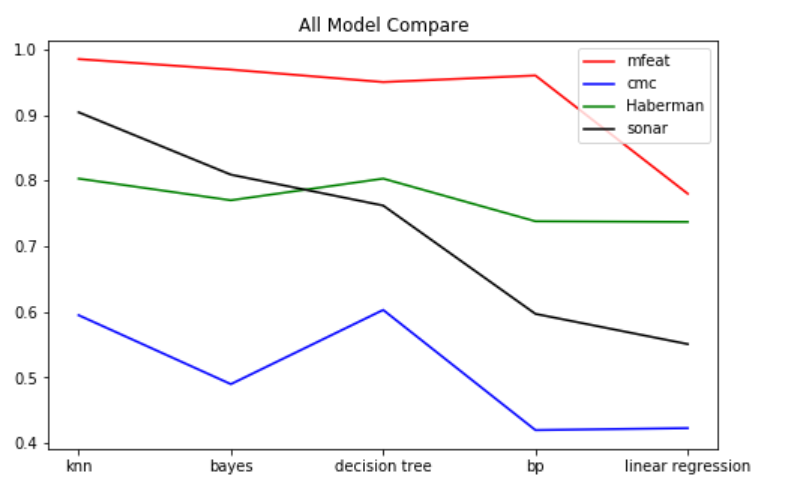 All Model Compare
1.0
0.9
0.8
0.7
0.6
0.5
0.4
mfeat
cmc
Haberman
sonar
knn bayes decision tree bp linear regression